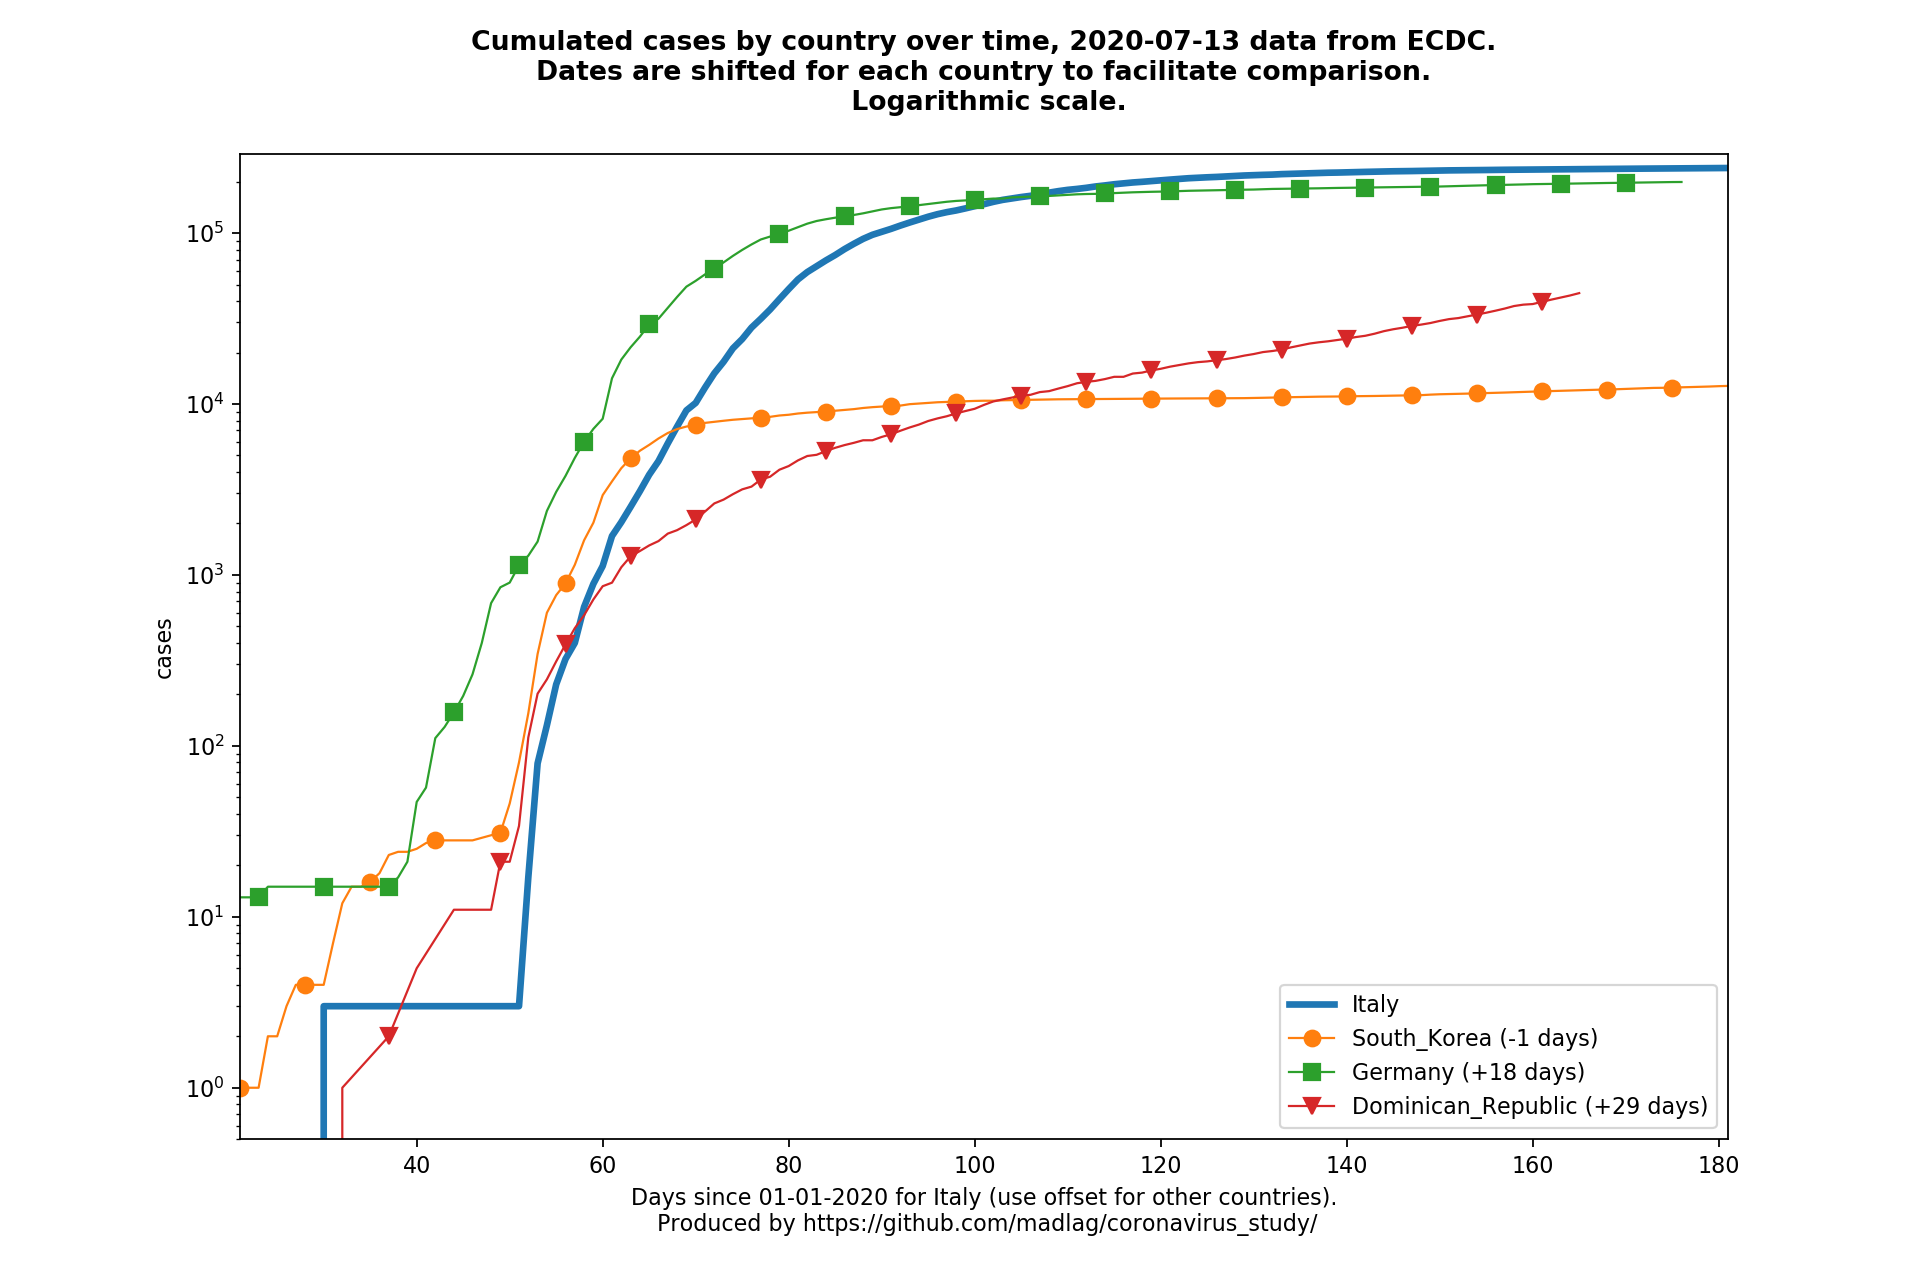 Cumulated cases by country over time, 2020-07-13 data from ECDC.
Dates are shifted for each country to facilitate comparison.
Logarithmic scale.
10^5
10^4
10^3
10^2
10^1
10^0
cases
40 60 80 100 120 140 160 180
Italy
South_Korea (-1 days)
Germany (+18 days)
Dominican_Republic (+29 days)
Days since 01-01-2020 for Italy (use offset for other countries).
Produced by https://github.com/madlag/coronavirus_study/